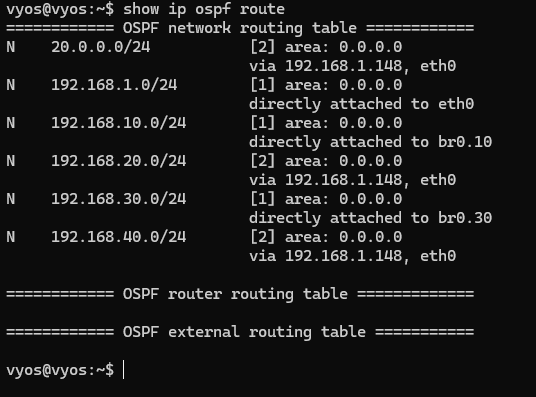 vyos@vyos:~$ show ip ospf route
============ OSPF network routing table ============
N    20.0.0.0/24           [2] area: 0.0.0.0
                           via 192.168.1.148, eth0
N    192.168.1.0/24        [1] area: 0.0.0.0
                           directly attached to eth0
N    192.168.10.0/24       [1] area: 0.0.0.0
                           directly attached to br0.10
N    192.168.20.0/24       [2] area: 0.0.0.0
                           via 192.168.1.148, eth0
N    192.168.30.0/24       [1] area: 0.0.0.0
                           directly attached to br0.30
N    192.168.40.0/24       [2] area: 0.0.0.0
                           via 192.168.1.148, eth0

============ OSPF router routing table =============

============ OSPF external routing table ===========

vyos@vyos:~$